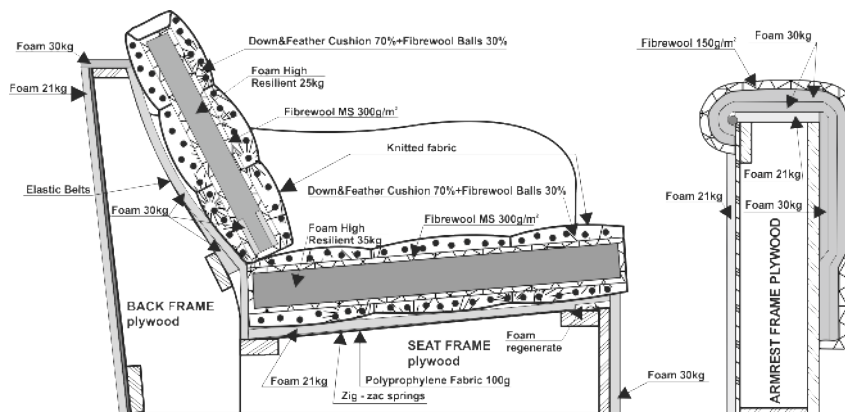 Foam 30kg
Foam 21kg
Down&Feather Cushion 70%+Fibrewool Balls 30%
Foam High
Resilient 25kg
Fibrewool MS 300g/m²
Knitted fabric
Elastic Belts
Foam 30kg
Down&Feather Cushion 70%+Fibrewool Balls 30%
Fibrewool MS 300g/m²
Foam High
Resilient 35kg
BACK FRAME
plywood
SEAT FRAME
plywood
Foam
regenerate
Foam 21kg
Polyprophylene Fabric 100g
Zig - zac springs
Foam 30kg
Fibrewool 150g/m²
Foam 30kg
Foam 21kg
Foam 21kg
Foam 30kg
ARMREST FRAME PLYWOOD